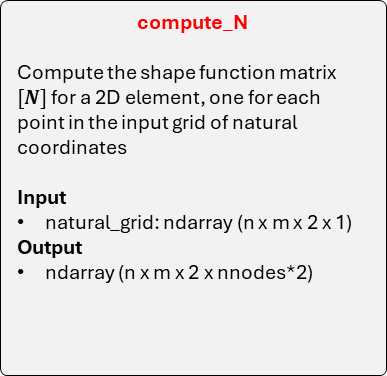 compute_N
Compute the shape function matrix
[N] for a 2D element, one for each
point in the input grid of natural
coordinates
Input
• natural_grid: ndarray (n x m x 2 x 1)
Output
• ndarray (n x m x 2 x nnodes*2)